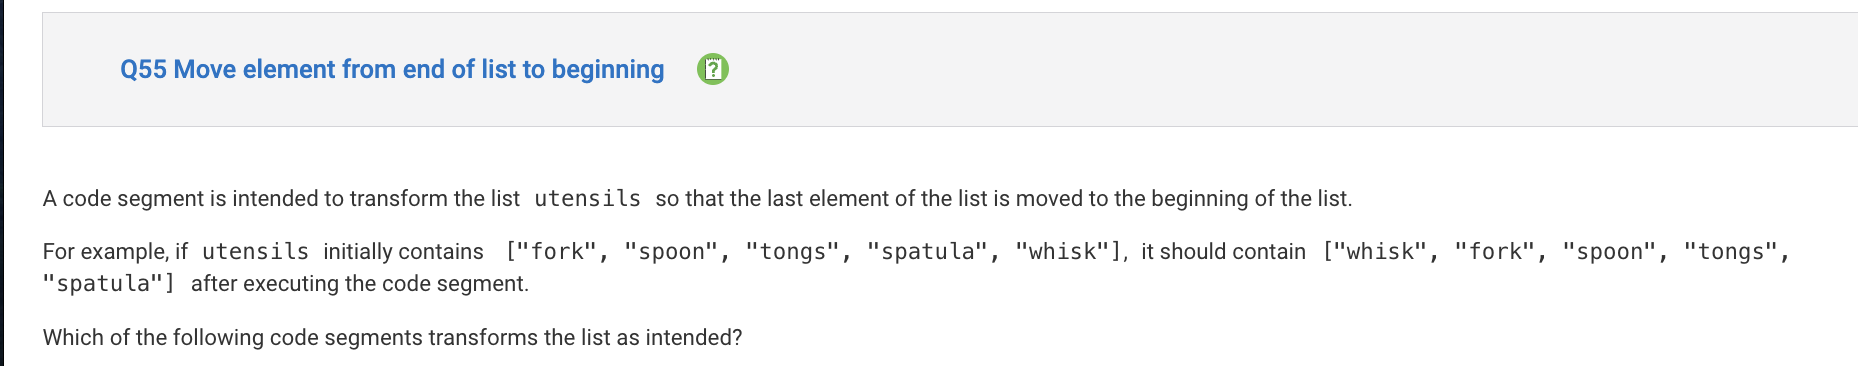 Q55 Move element from end of list to beginning
A code segment is intended to transform the list utensils so that the last element of the list is moved to the beginning of the list.
For example, if utensils initially contains ["fork", "spoon", "tongs", "spatula", "whisk"], it should contain ["whisk", "fork", "spoon", "tongs",
"spatula"] after executing the code segment.
Which of the following code segments transforms the list as intended?